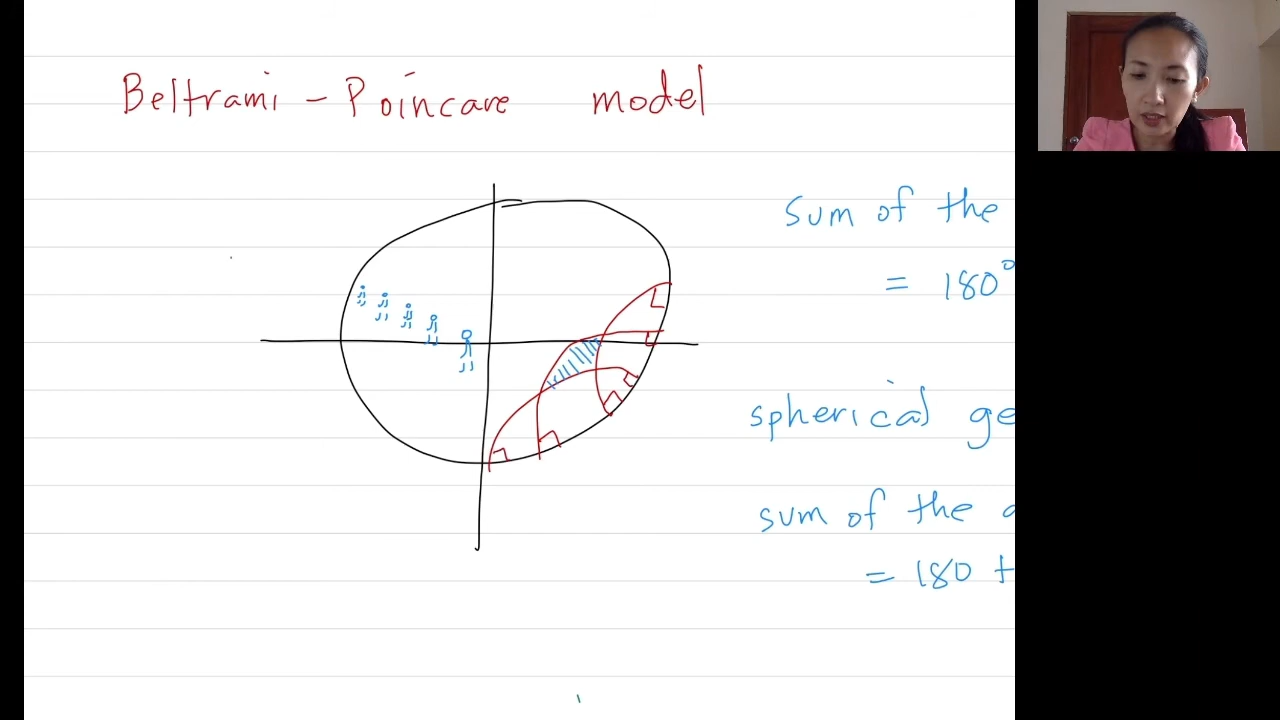 Beltrami - Poincare model
sum of the
= 180°
spherical ge
sum of the
= 180 +